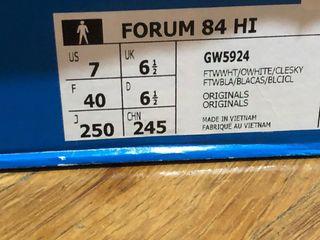 FORUM 84 HI
US UK
7 6½
F D
40 6½
J CHN
250 245
GW5924
FTWWHT/OWHITE/CLESKY
FTWBLA/BLACAS/BLCICL
ORIGINALS
ORIGINALS
MADE IN VIETNAM
FABRIQUÉ AU VIETNAM